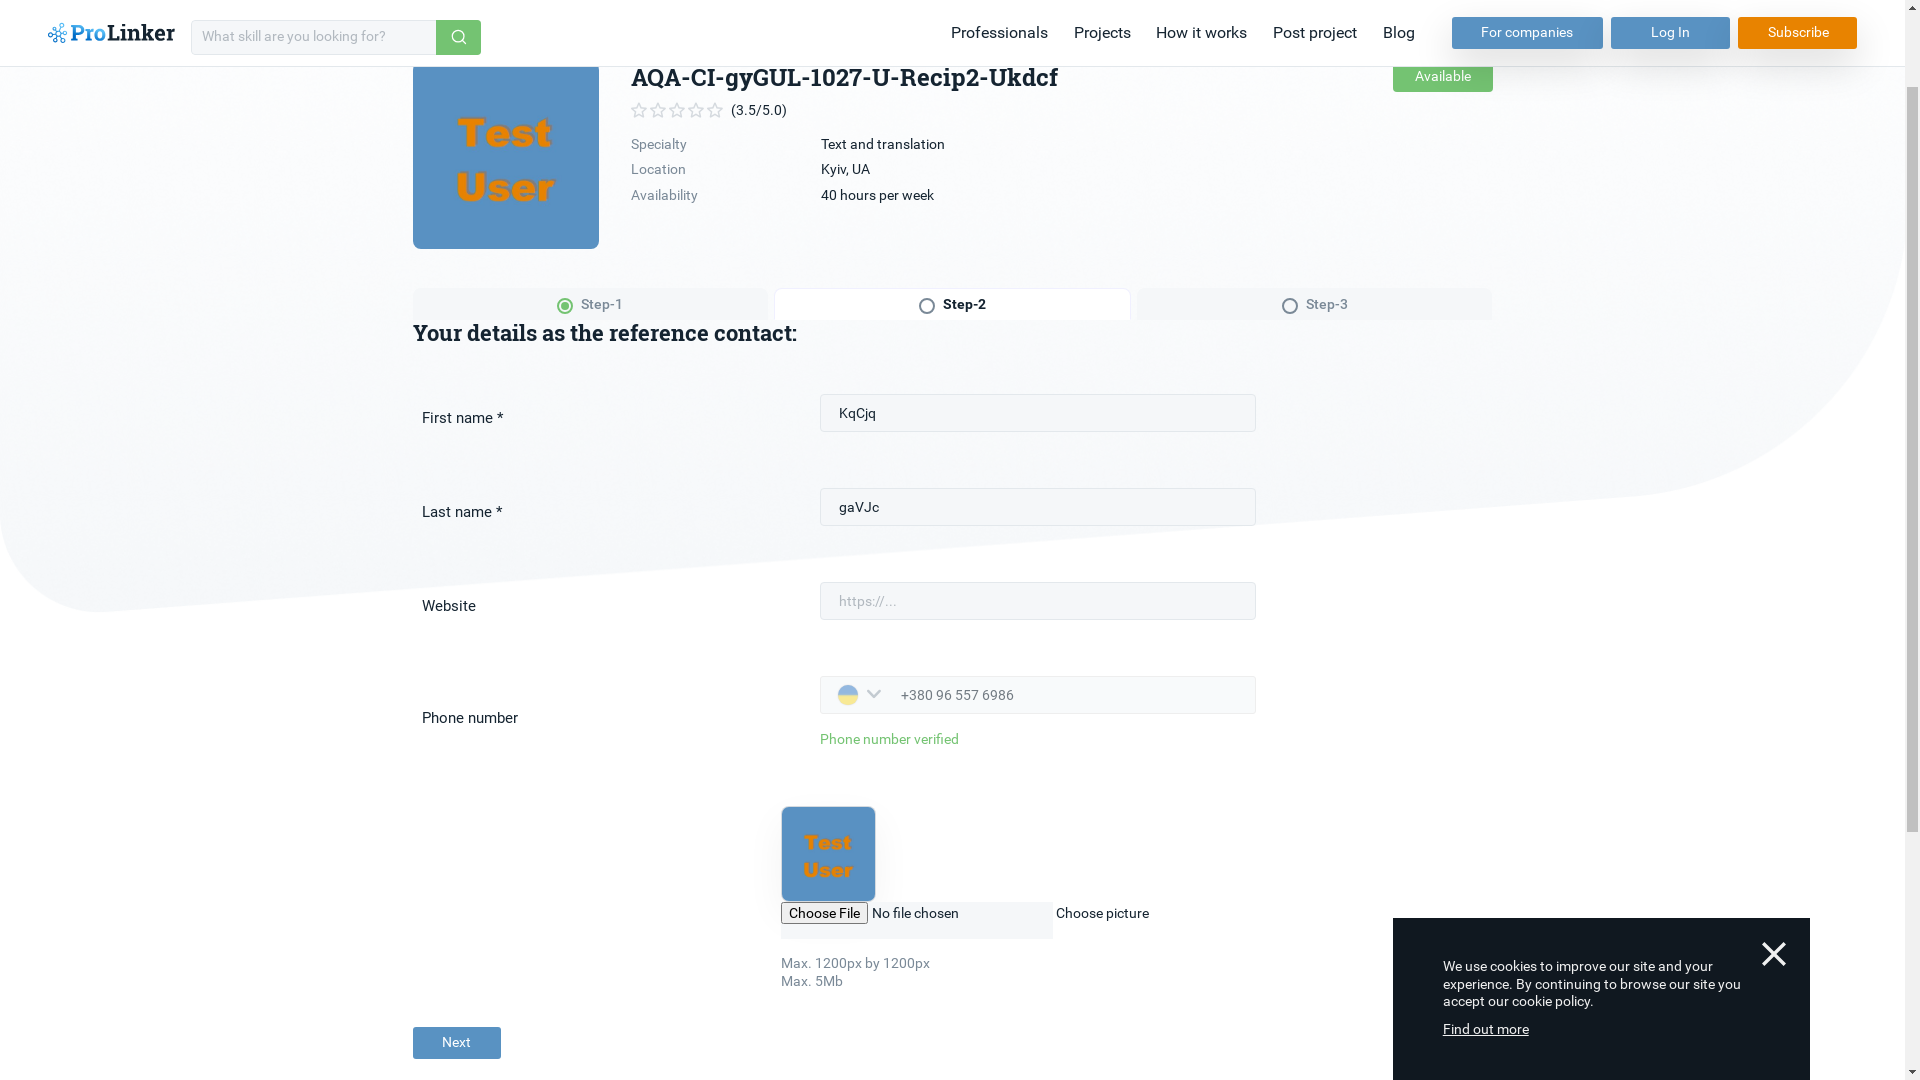 ProLinker
What skill are you looking for?
Professionals
Projects
How it works
Post project
Blog
For companies
Log In
Subscribe
Test
User
AQA-CI-gyGUL-1027-U-Recip2-Ukdcf
Available
(3.5/5.0)
Specialty Text and translation
Location Kyiv, UA
Availability 40 hours per week
Step-1
Step-2
Step-3
Your details as the reference contact:
First name * KqCjq
Last name * gaVJc
Website https://...
Phone number +380 96 557 6986
Phone number verified
Test
User
Choose File No file chosen Choose picture
Max. 1200px by 1200px
Max. 5Mb
Next
We use cookies to improve our site and your
experience. By continuing to browse our site you
accept our cookie policy.
Find out more